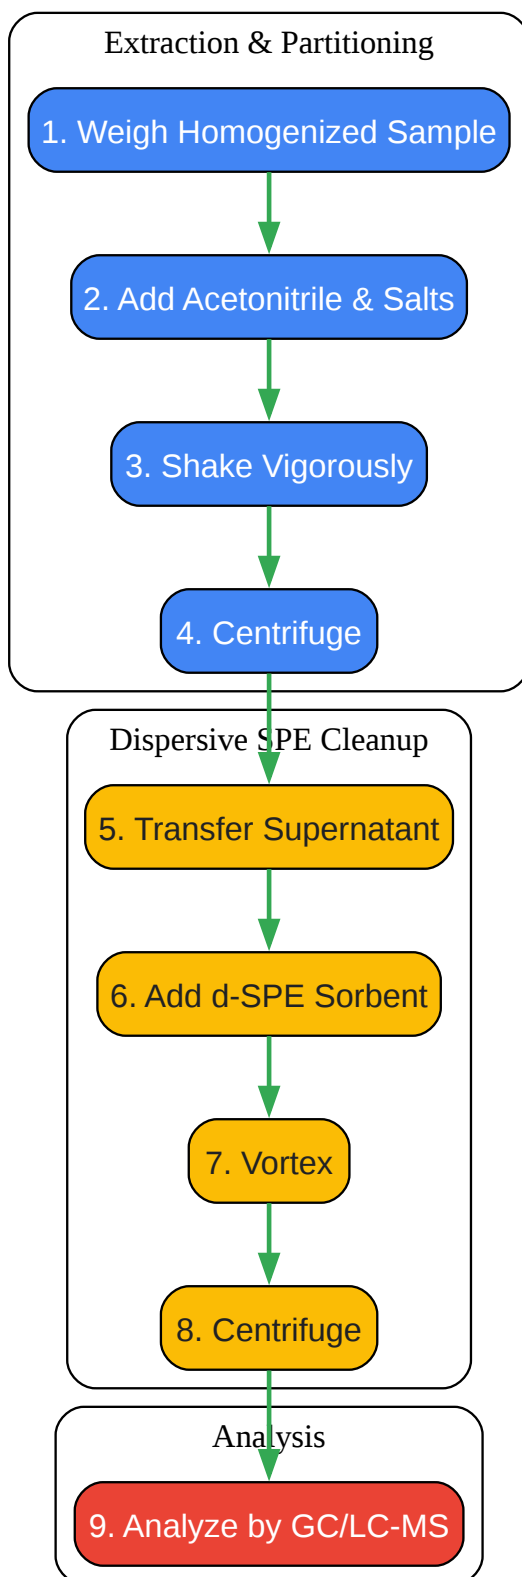 Extraction & Partitioning
1. Weigh Homogenized Sample
2. Add Acetonitrile & Salts
3. Shake Vigorously
4. Centrifuge
Dispersive SPE Cleanup
5. Transfer Supernatant
6. Add d-SPE Sorbent
7. Vortex
8. Centrifuge
Analysis
9. Analyze by GC/LC-MS